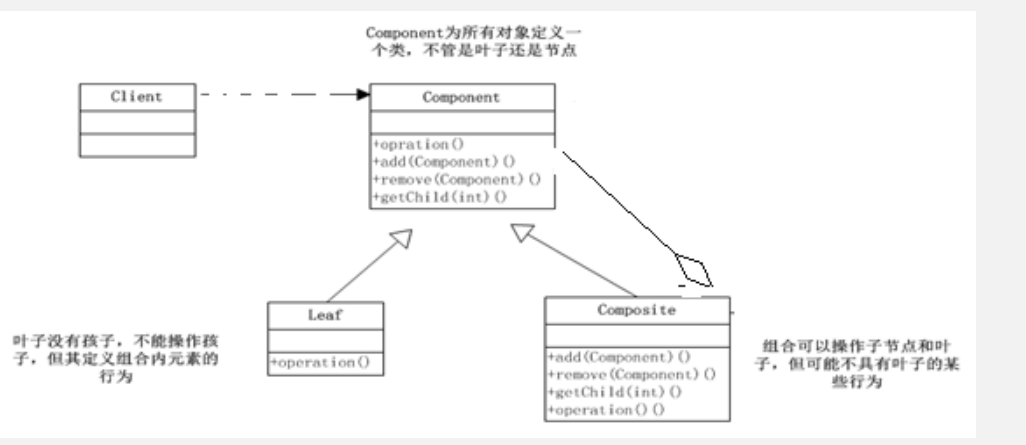 Component为所有对象定义一
个类，不管是叶子还是节点
Client
Component
+opration()
+add(Component)()
+remove(Component)()
+getChild(int)()
Leaf
+operation()
叶子没有孩子，不能操作孩
子，但其定义组合内元素的
行为
Composite
+add(Component)()
+remove(Component)()
+getChild(int)()
+operation()()
组合可以操作子节点和叶
子，但可能不具有叶子的某
些行为